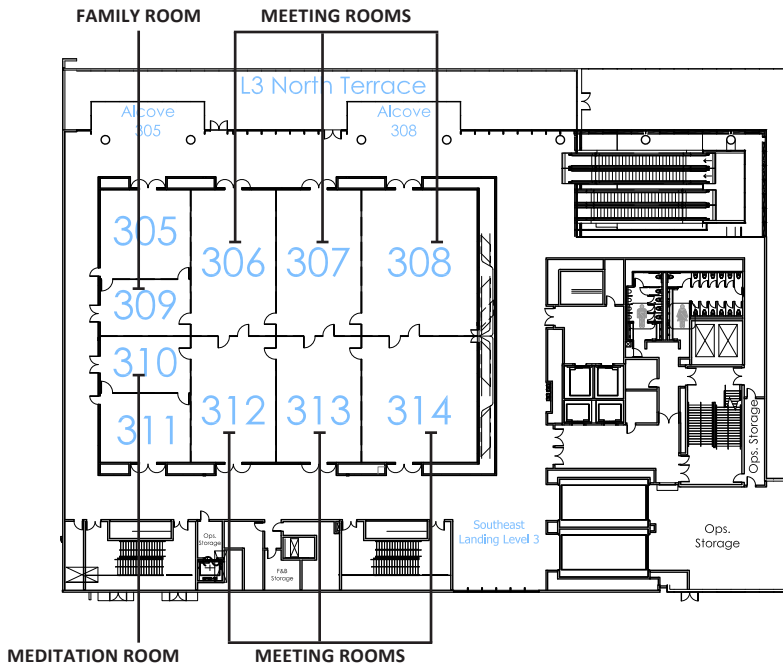 FAMILY ROOM
MEETING ROOMS
L3 North Terrace
Alcove
305
Alcove
308
305
306
307
308
309
310
311
312
313
314
Ops. Storage
Ops.
Storage
F&B
Storage
Southeast
Landing Level 3
Ops.
Storage
MEDITATION ROOM
MEETING ROOMS